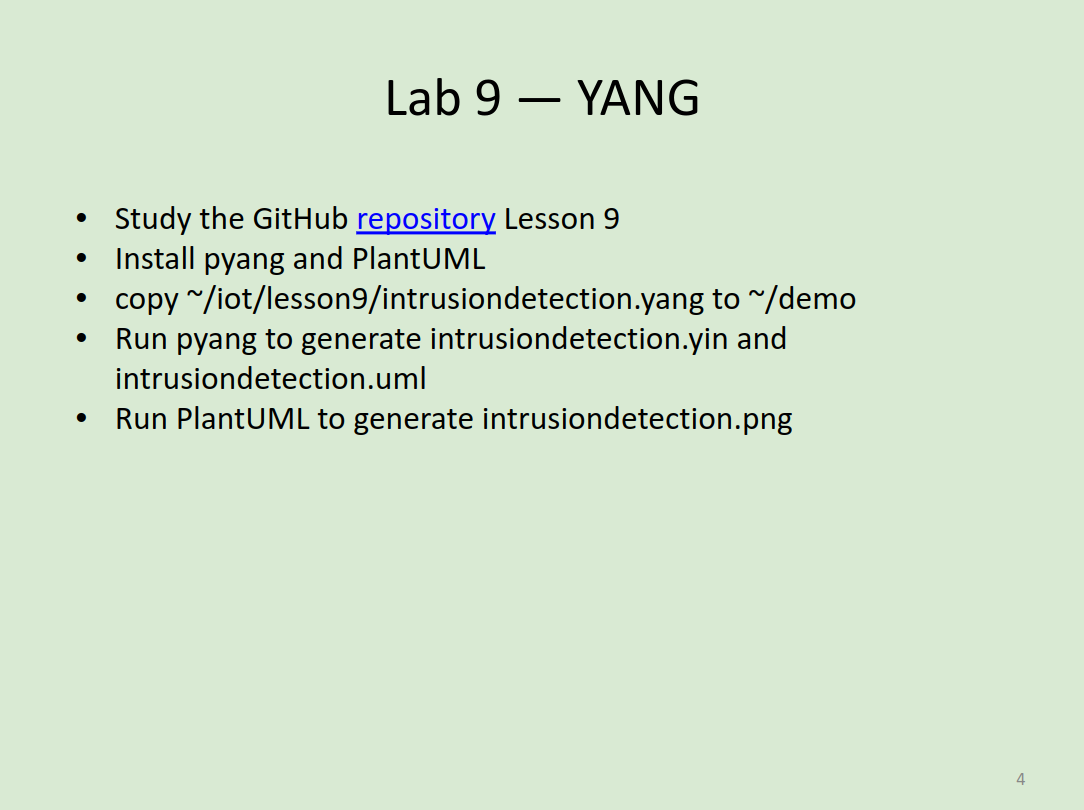 Lab 9 — YANG
• Study the GitHub repository Lesson 9
• Install pyang and PlantUML
• copy ~/iot/lesson9/intrusiondetection.yang to ~/demo
• Run pyang to generate intrusiondetection.yin and
intrusiondetection.uml
• Run PlantUML to generate intrusiondetection.png
4